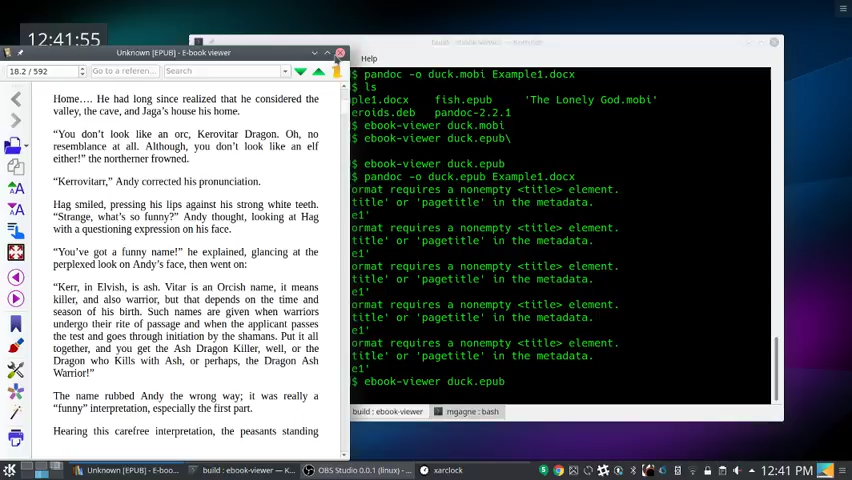 12:41:55
Unknown [EPUB] - E-book viewer
18.2 / 592
Go to a referen...
Search
Home…. He had long since realized that he considered the
valley, the cave, and Jaga's house his home.
“You don't look like an orc, Kerovitar Dragon. Oh, no
resemblance at all. Although, you don't look like an elf
either!” the northerner frowned.
“Kerrovitarr,” Andy corrected his pronunciation.
Hag smiled, pressing his lips against his strong white teeth.
“Strange, what's so funny?” Andy thought, looking at Hag
with a questioning expression on his face.
“You've got a funny name!” he explained, glancing at the
perplexed look on Andy's face, then went on:
“Kerr, in Elvish, is ash. Vitar is an Orcish name, it means
killer, and also warrior, but that depends on the time and
season of his birth. Such names are given when warriors
undergo their rite of passage and when the applicant passes
the test and goes through initiation by the shamans. Put it all
together, and you get the Ash Dragon Killer, well, or the
Dragon who Kills with Ash, or perhaps, the Dragon Ash
Warrior!”
The name rubbed Andy the wrong way; it was really a
“funny” interpretation, especially the first part.
Hearing this carefree interpretation, the peasants standing
Help
$ pandoc -o duck.mobi Example1.docx
$ ls
ple1.docx fish.epub 'The Lonely God.mobi'
eroids.deb pandoc-2.2.1
$ ebook-viewer duck.mobi
$ ebook-viewer duck.epub\
$ ebook-viewer duck.epub
$ pandoc -o duck.epub Example1.docx
ormat requires a nonempty <title> element.
title' or 'pagetitle' in the metadata.
e1'
ormat requires a nonempty <title> element.
title' or 'pagetitle' in the metadata.
e1'
ormat requires a nonempty <title> element.
title' or 'pagetitle' in the metadata.
e1'
ormat requires a nonempty <title> element.
title' or 'pagetitle' in the metadata.
e1'
ormat requires a nonempty <title> element.
title' or 'pagetitle' in the metadata.
e1'
$ ebook-viewer duck.epub
build : ebook-viewer
mgagne : bash
Unknown [EPUB] - E-boo...
build : ebook-viewer — K...
OBS Studio 0.0.1 (linux) - ...
xarclock
12:41 PM